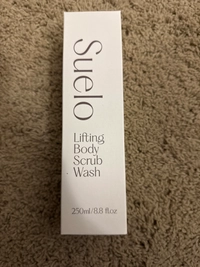 Suelo
Lifting
Body
Scrub
Wash
250ml/8.8 fl.oz